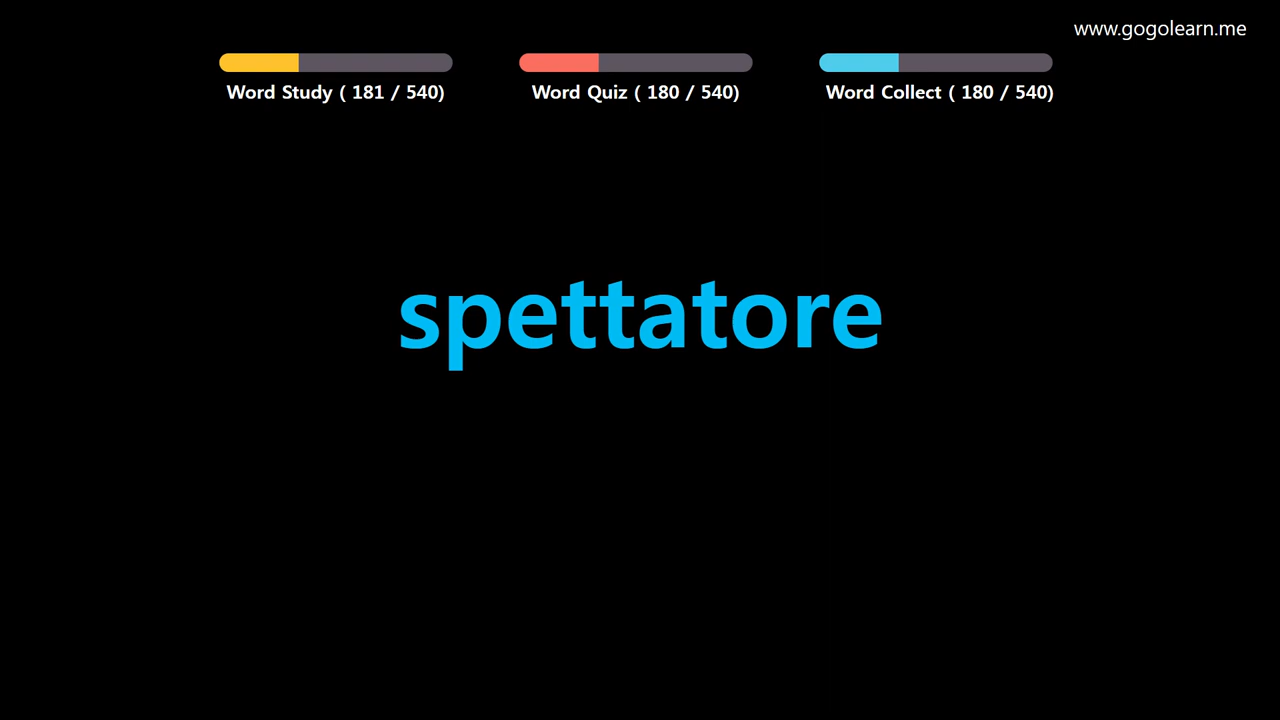 www.gogolearn.me
Word Study ( 181 / 540)
Word Quiz ( 180 / 540)
Word Collect ( 180 / 540)
spettatore